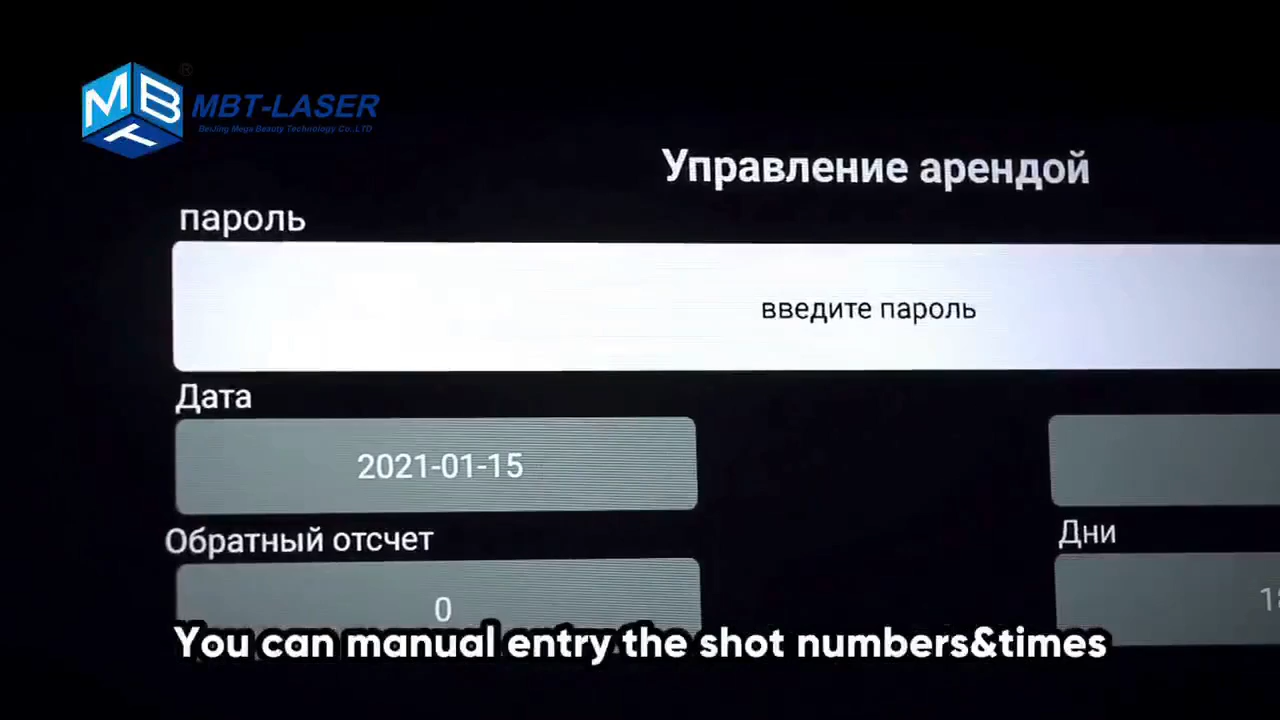 MBT
®
MBT-LASER
BeiJing Mega Beauty Technology Co.,LTD
Управление арендой
пароль
введите пароль
Дата
2021-01-15
Обратный отсчет
Дни
0
You can manual entry the shot numbers&times